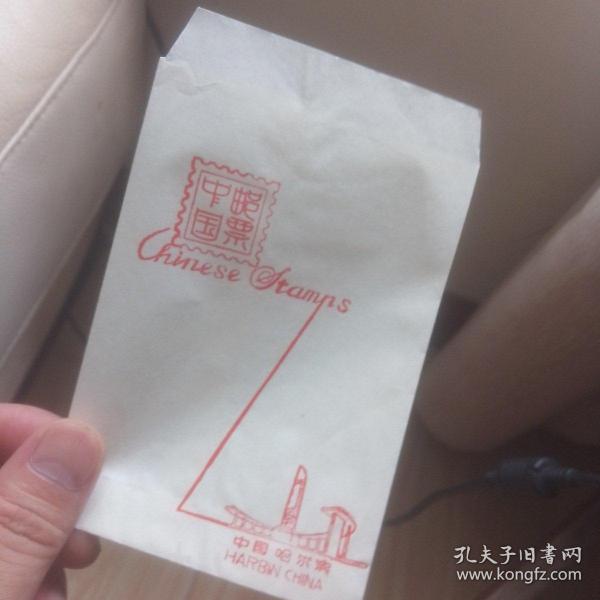 中国邮票
Chinese Stamps
中国 哈尔滨
HARBIN CHINA
孔夫子旧書网
www.kongfz.com